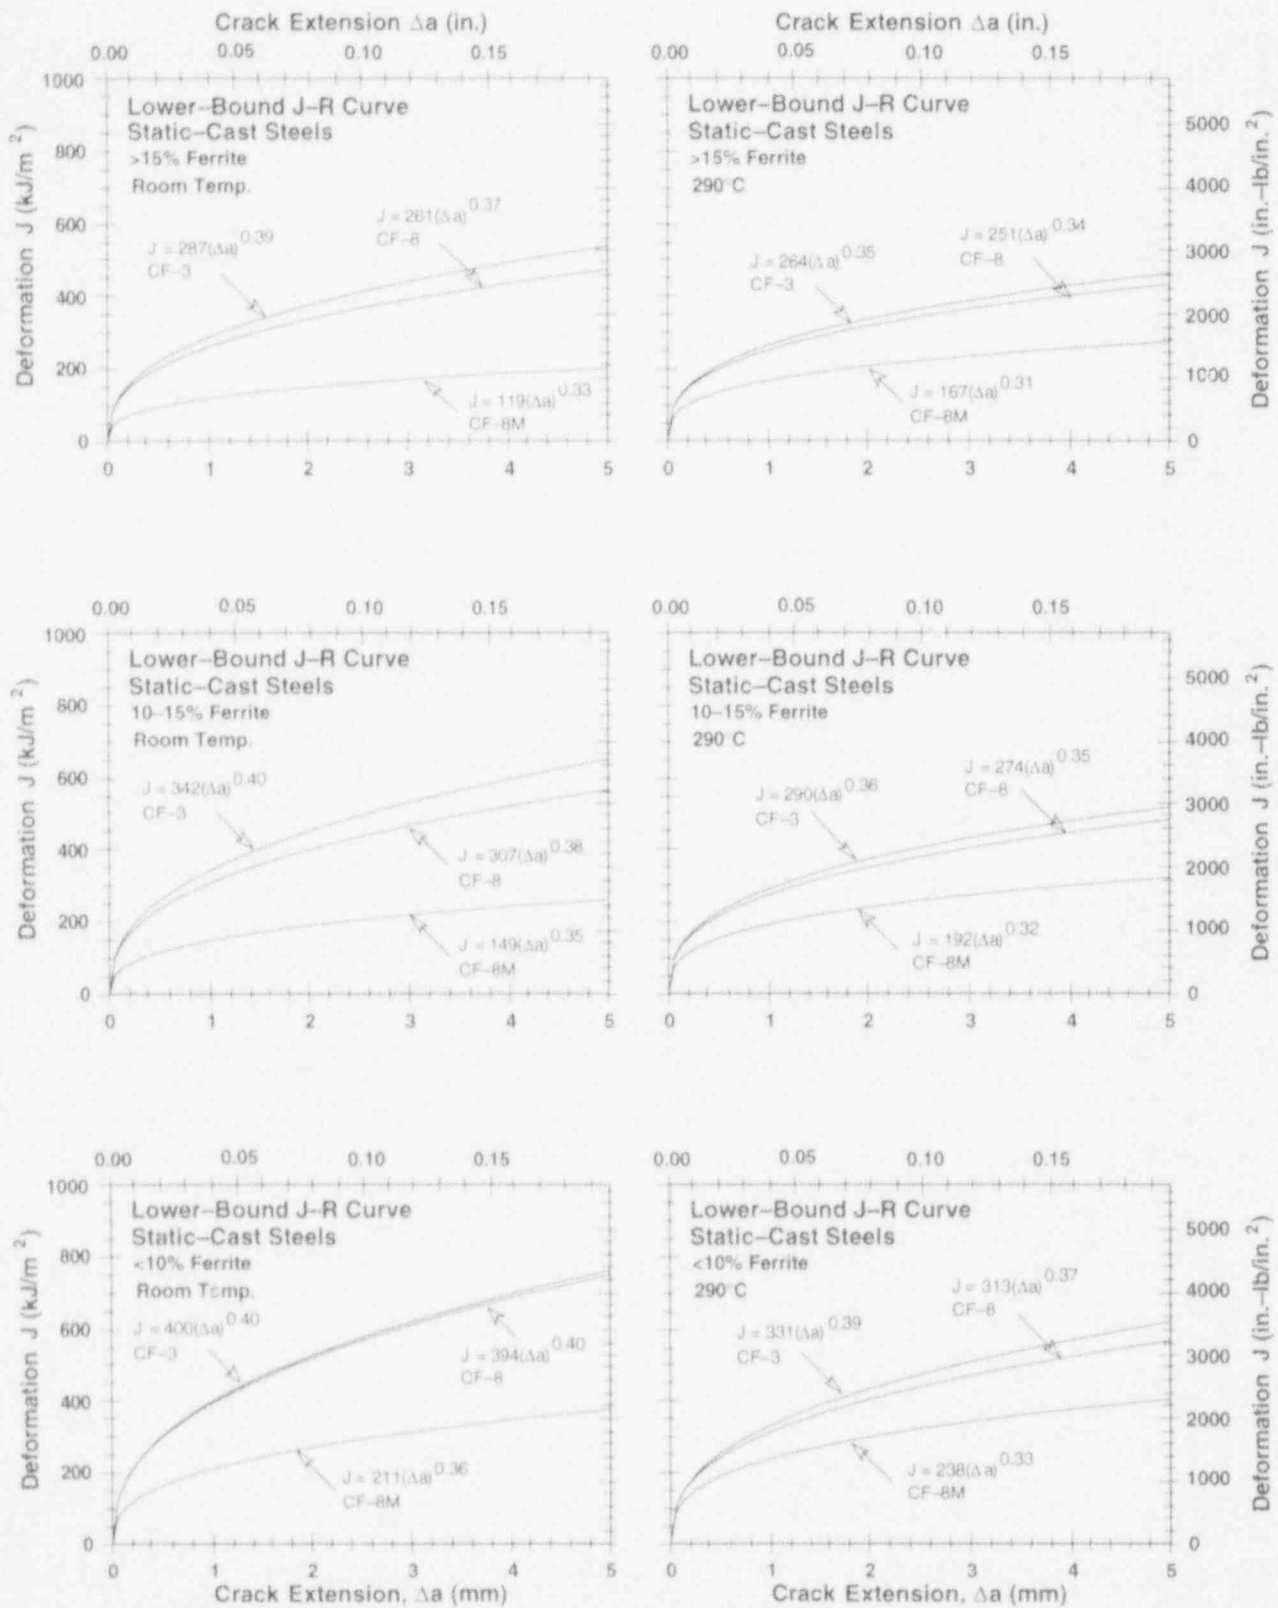 Crack Extension Δa (in.)
0.00 0.05 0.10 0.15
1000
800
600
400
200
0
Deformation J (kJ/m 2)
Lower-Bound J-R Curve
Static-Cast Steels
>15% Ferrite
Room Temp.
J = 287(Δa)0.39
CF-3
J = 261(Δa)0.37
CF-8
J = 119(Δa)0.33
CF-8M
0 1 2 3 4 5
Crack Extension Δa (in.)
0.00 0.05 0.10 0.15
Lower-Bound J-R Curve
Static-Cast Steels
>15% Ferrite
290°C
J = 264(Δa)0.35
CF-3
J = 251(Δa)0.34
CF-8
J = 167(Δa)0.31
CF-8M
5000
4000
3000
2000
1000
0
Deformation J (in.-lb/in.2)
0 1 2 3 4 5
0.00 0.05 0.10 0.15
1000
800
600
400
200
0
Deformation J (kJ/m 2)
Lower-Bound J-R Curve
Static-Cast Steels
10-15% Ferrite
Room Temp.
J = 342(Δa)0.40
CF-3
J = 307(Δa)0.38
CF-8
J = 149(Δa)0.35
CF-8M
0 1 2 3 4 5
0.00 0.05 0.10 0.15
Lower-Bound J-R Curve
Static-Cast Steels
10-15% Ferrite
290°C
J = 290(Δa)0.36
CF-3
J = 274(Δa)0.35
CF-8
J = 192(Δa)0.32
CF-8M
5000
4000
3000
2000
1000
0
Deformation J (in.-lb/in.2)
0 1 2 3 4 5
0.00 0.05 0.10 0.15
1000
800
600
400
200
0
Deformation J (kJ/m 2)
Lower-Bound J-R Curve
Static-Cast Steels
<10% Ferrite
Room Temp.
J = 400(Δa)0.40
CF-3
J = 394(Δa)0.40
CF-8
J = 211(Δa)0.36
CF-8M
0 1 2 3 4 5
Crack Extension, Δa (mm)
0.00 0.05 0.10 0.15
Lower-Bound J-R Curve
Static-Cast Steels
<10% Ferrite
290°C
J = 331(Δa)0.39
CF-3
J = 313(Δa)0.37
CF-8
J = 238(Δa)0.33
CF-8M
5000
4000
3000
2000
1000
0
Deformation J (in.-lb/in.2)
0 1 2 3 4 5
Crack Extension, Δa (mm)